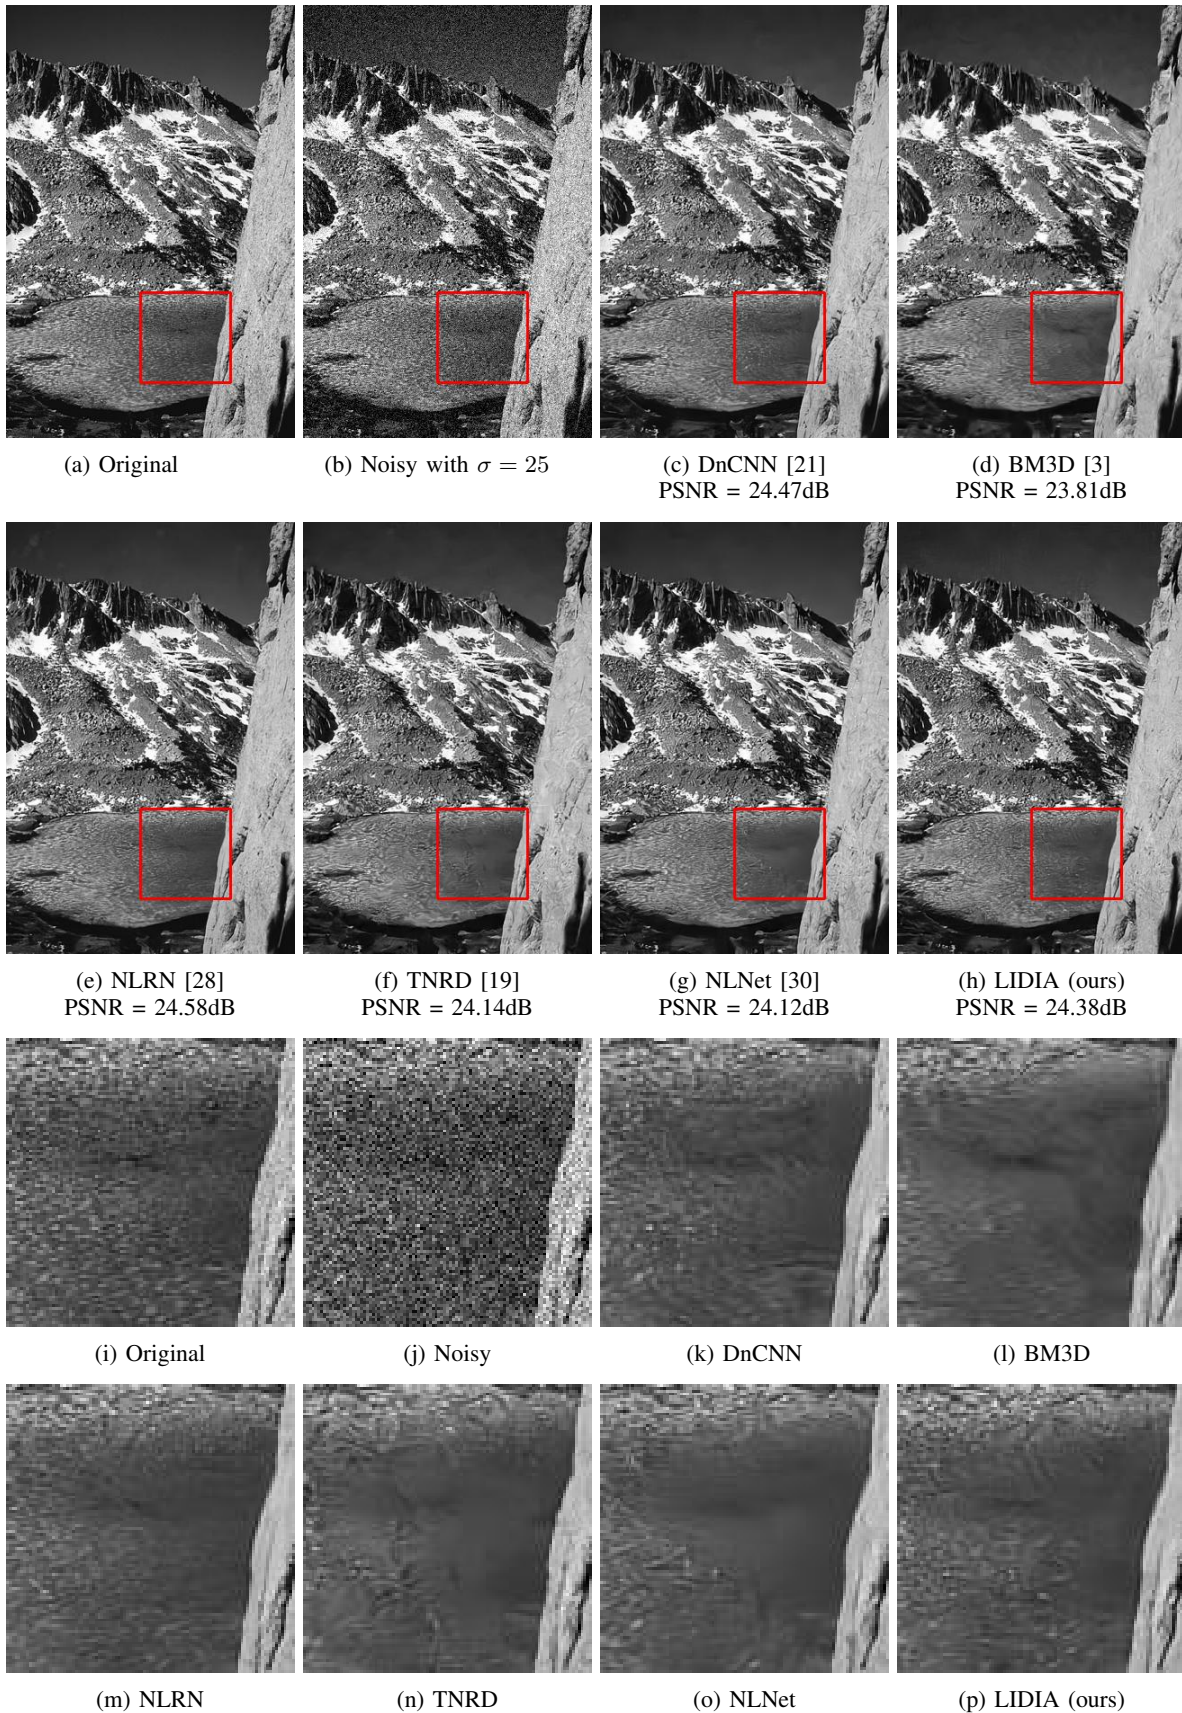 (a) Original
(b) Noisy with σ = 25
(c) DnCNN [21]
PSNR = 24.47dB
(d) BM3D [3]
PSNR = 23.81dB
(e) NLRN [28]
PSNR = 24.58dB
(f) TNRD [19]
PSNR = 24.14dB
(g) NLNet [30]
PSNR = 24.12dB
(h) LIDIA (ours)
PSNR = 24.38dB
(i) Original
(j) Noisy
(k) DnCNN
(l) BM3D
(m) NLRN
(n) TNRD
(o) NLNet
(p) LIDIA (ours)